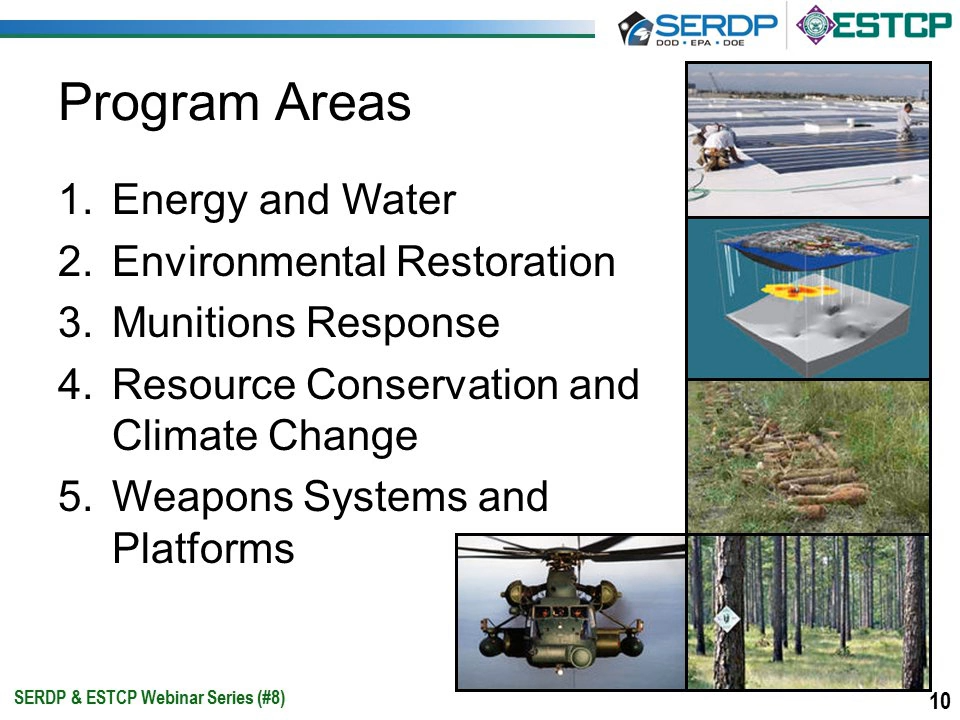 SERDP
DOD • EPA • DOE
ESTCP
Program Areas
1. Energy and Water
2. Environmental Restoration
3. Munitions Response
4. Resource Conservation and
Climate Change
5. Weapons Systems and
Platforms
SERDP & ESTCP Webinar Series (#8)
10